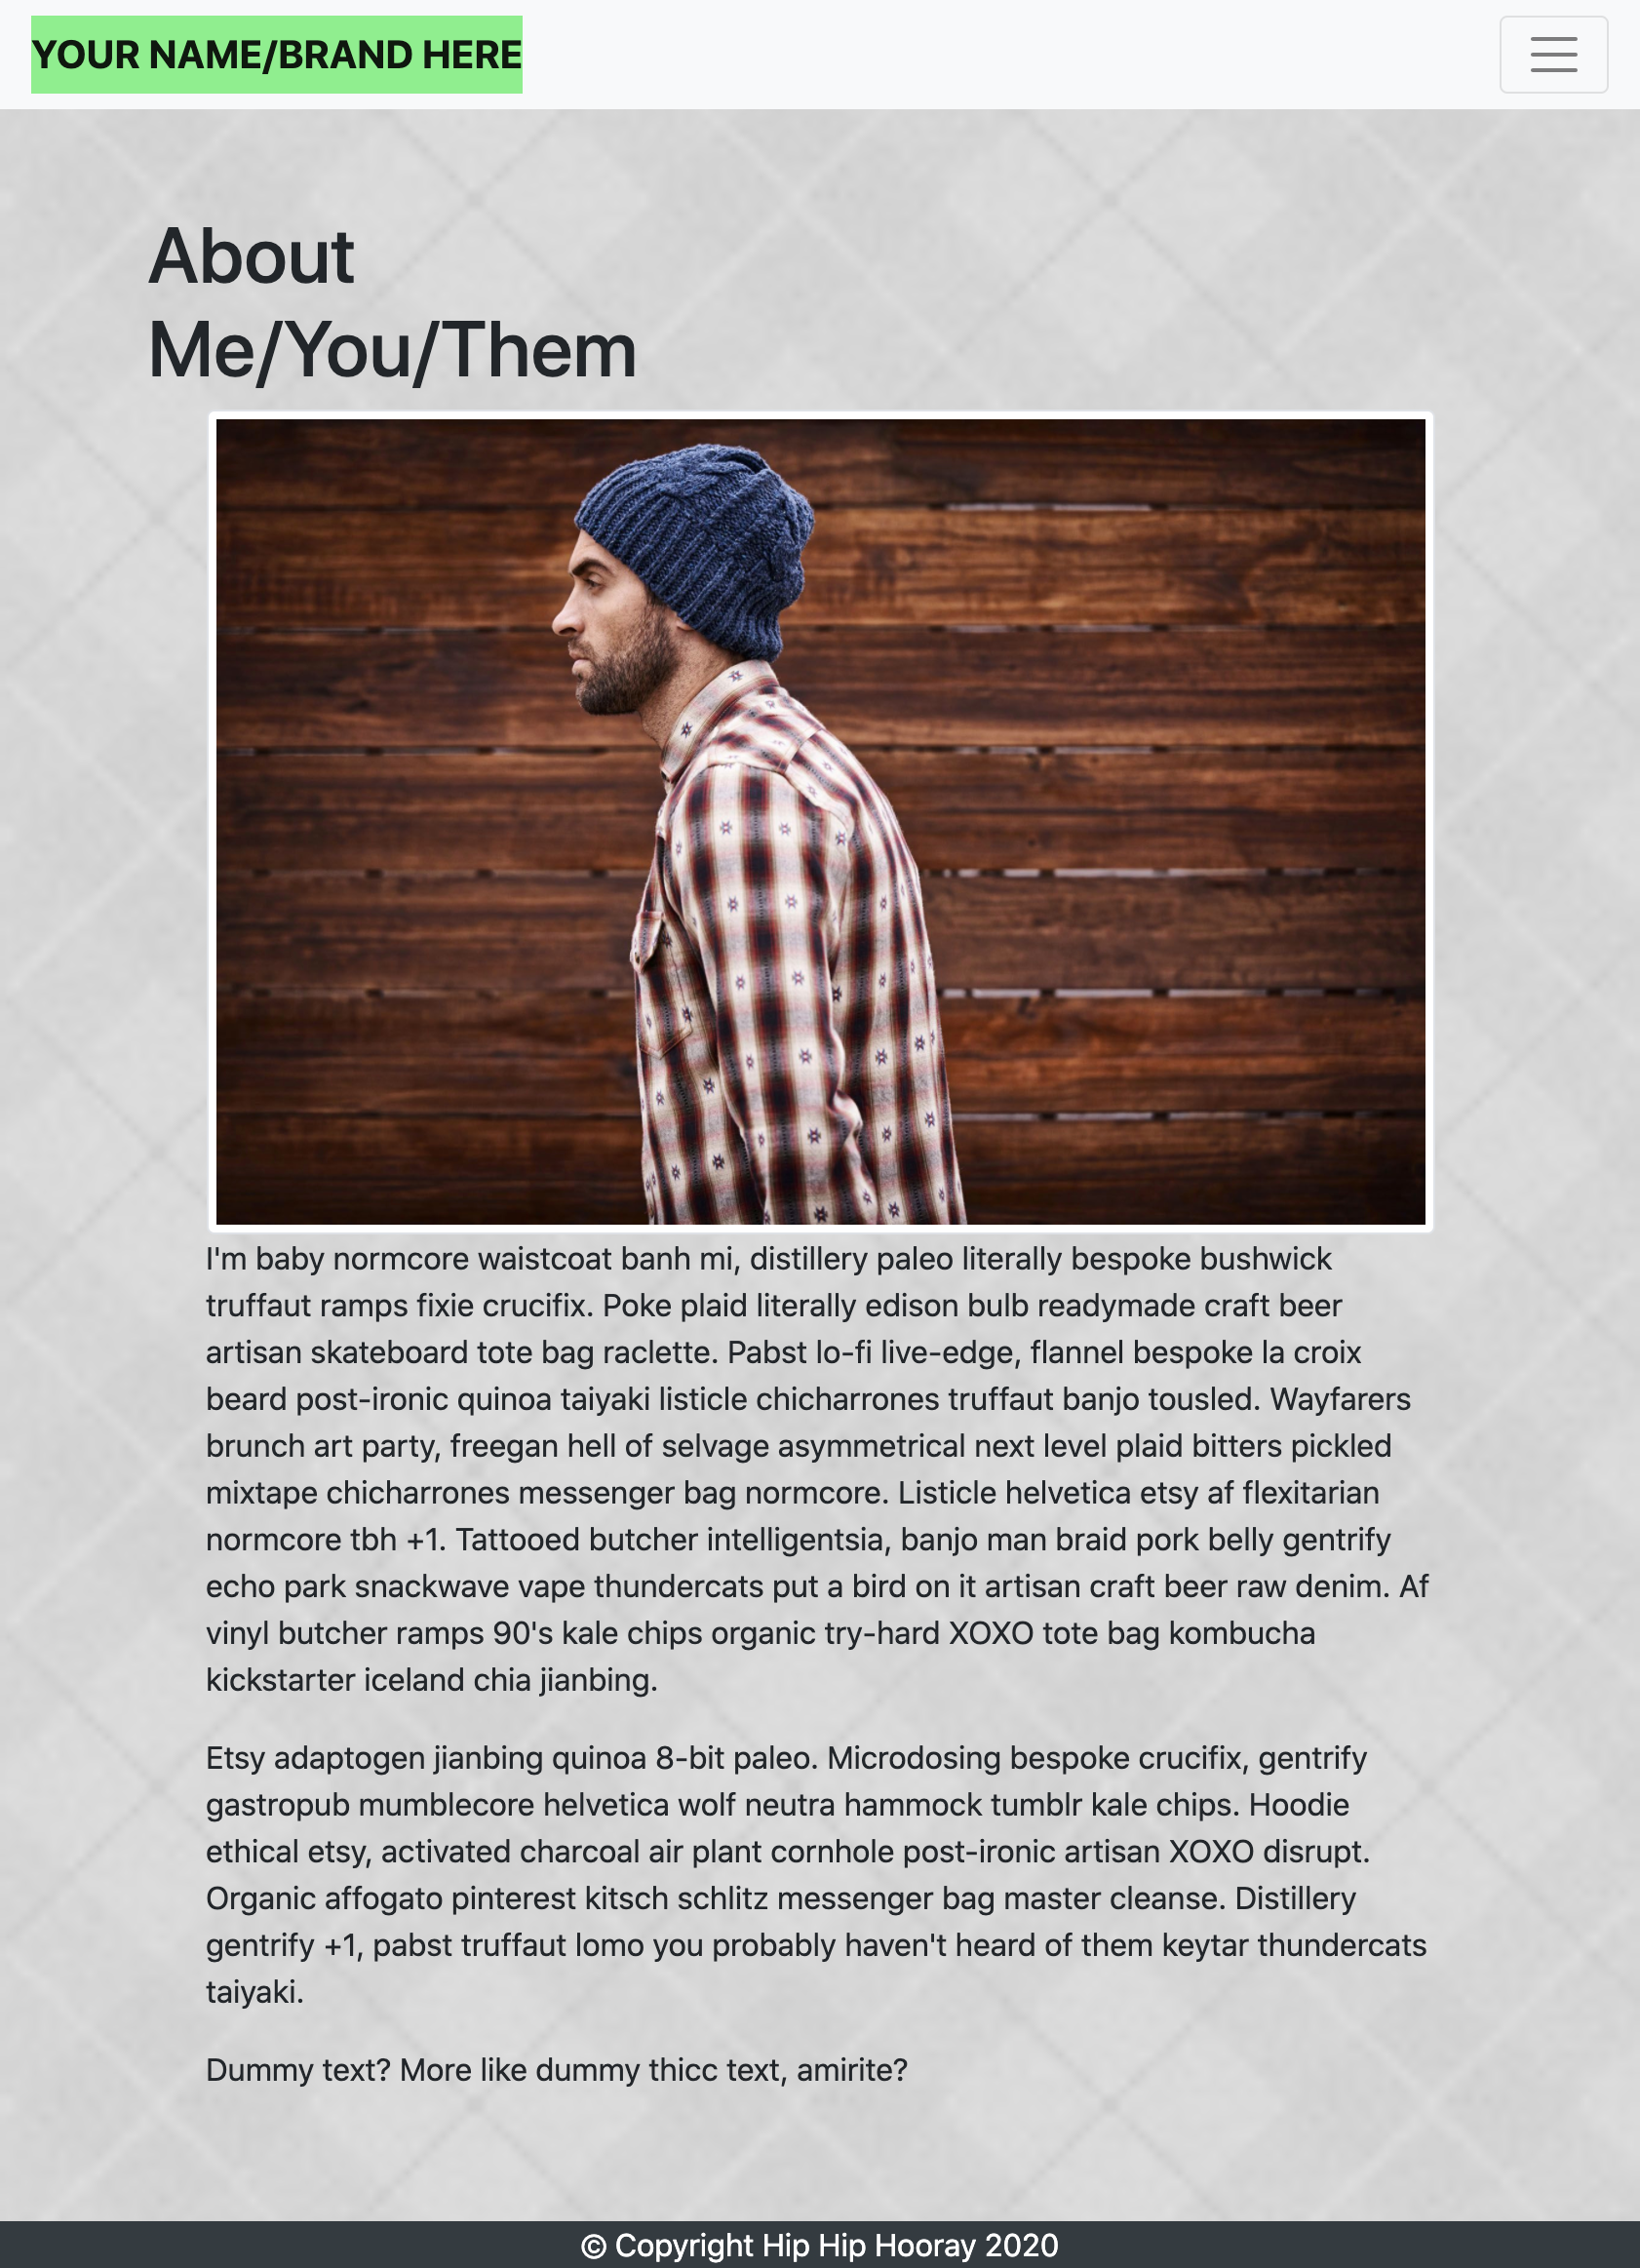 YOUR NAME/BRAND HERE
About
Me/You/Them
I'm baby normcore waistcoat banh mi, distillery paleo literally bespoke bushwick
truffaut ramps fixie crucifix. Poke plaid literally edison bulb readymade craft beer
artisan skateboard tote bag raclette. Pabst lo-fi live-edge, flannel bespoke la croix
beard post-ironic quinoa taiyaki listicle chicharrones truffaut banjo tousled. Wayfarers
brunch art party, freegan hell of selvage asymmetrical next level plaid bitters pickled
mixtape chicharrones messenger bag normcore. Listicle helvetica etsy af flexitarian
normcore tbh +1. Tattooed butcher intelligentsia, banjo man braid pork belly gentrify
echo park snackwave vape thundercats put a bird on it artisan craft beer raw denim. Af
vinyl butcher ramps 90's kale chips organic try-hard XOXO tote bag kombucha
kickstarter iceland chia jianbing.
Etsy adaptogen jianbing quinoa 8-bit paleo. Microdosing bespoke crucifix, gentrify
gastropub mumblecore helvetica wolf neutra hammock tumblr kale chips. Hoodie
ethical etsy, activated charcoal air plant cornhole post-ironic artisan XOXO disrupt.
Organic affogato pinterest kitsch schlitz messenger bag master cleanse. Distillery
gentrify +1, pabst truffaut lomo you probably haven't heard of them keytar thundercats
taiyaki.
Dummy text? More like dummy thicc text, amirite?
© Copyright Hip Hip Hooray 2020